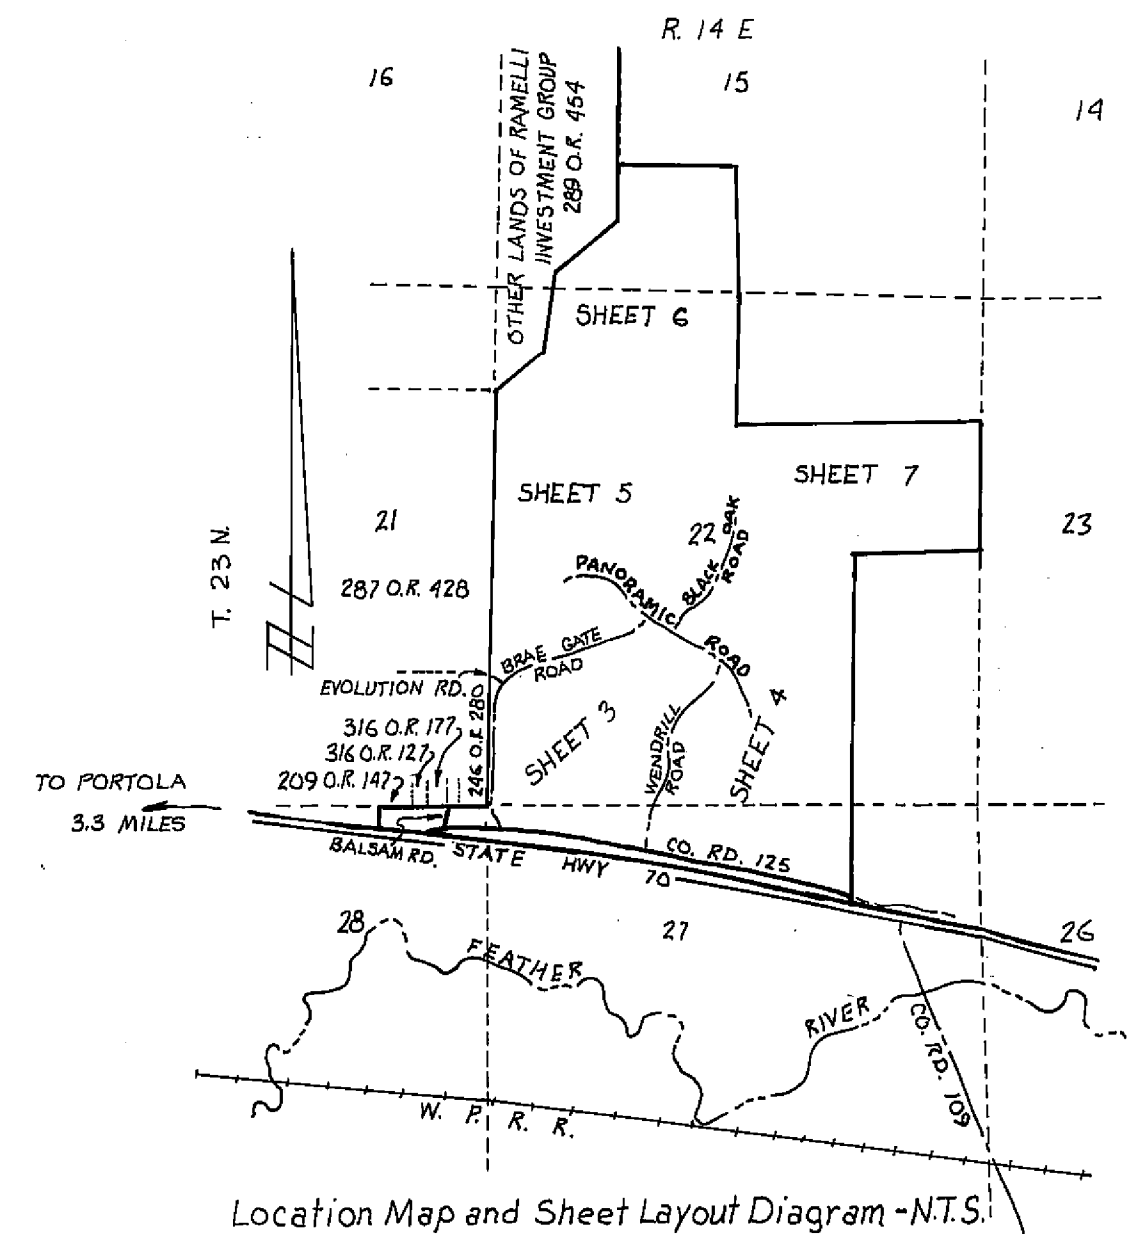 R. 14 E
16
15
14
OTHER LANDS OF RAMELLI
INVESTMENT GROUP
289 O.R. 454
SHEET 6
SHEET 7
SHEET 5
21
22
23
T. 23 N.
287 O.R. 428
BLACK OAK
ROAD
PANORAMIC ROAD
BRAE GATE
ROAD
EVOLUTION RD.
246 O.R. 280
316 O.R. 177
316 O.R. 127
209 O.R. 147
SHEET 3
WENDRILL
ROAD
SHEET 4
TO PORTOLA
3.3 MILES
BALSAM RD.
STATE HWY 70
CO. RD. 125
28
27
26
FEATHER RIVER
CO. RD. 109
W. P. R. R.
Location Map and Sheet Layout Diagram - N.T.S.